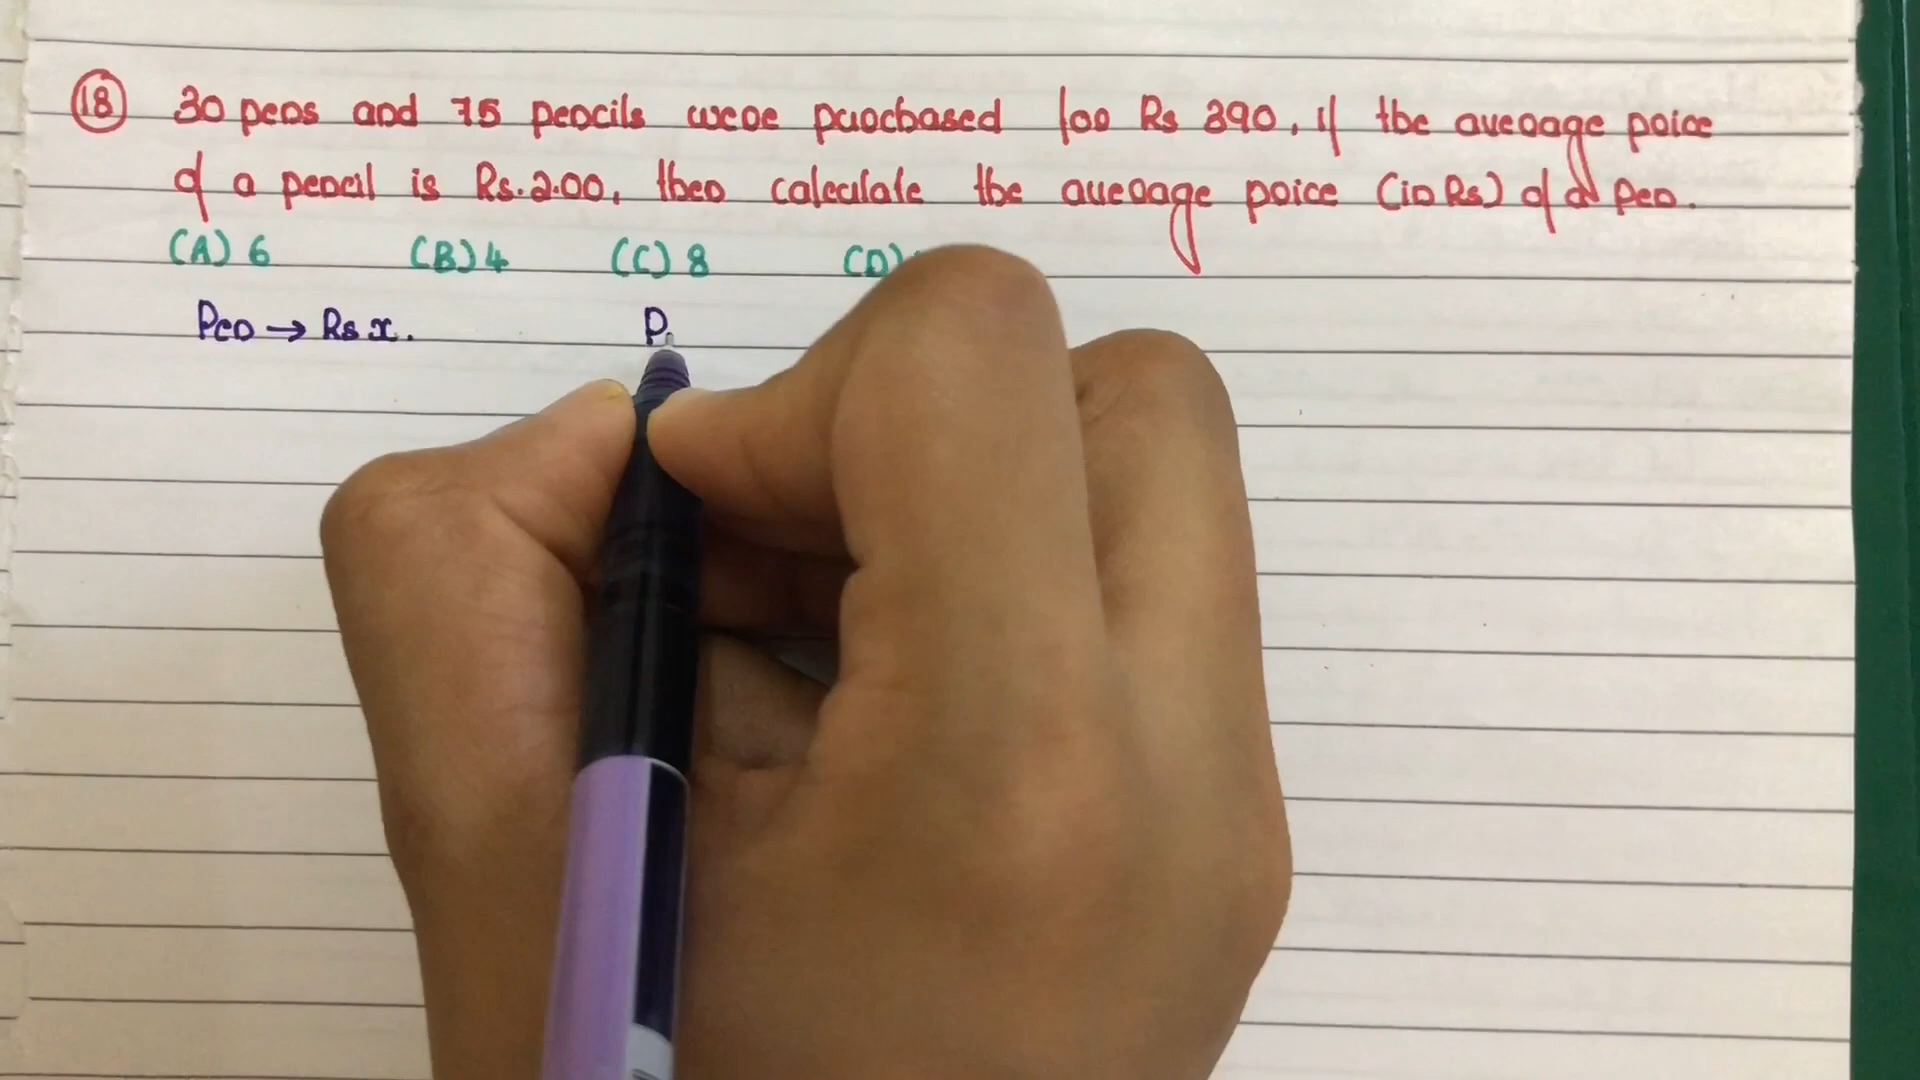 18 30 pens and 75 pencils were purchased for Rs 390. If the average price
of a pencil is Rs. 2.00, then calculate the average price (in Rs) of a pen.
(A) 6 (B) 4 (C) 8 (D)
Pen → Rs x. P